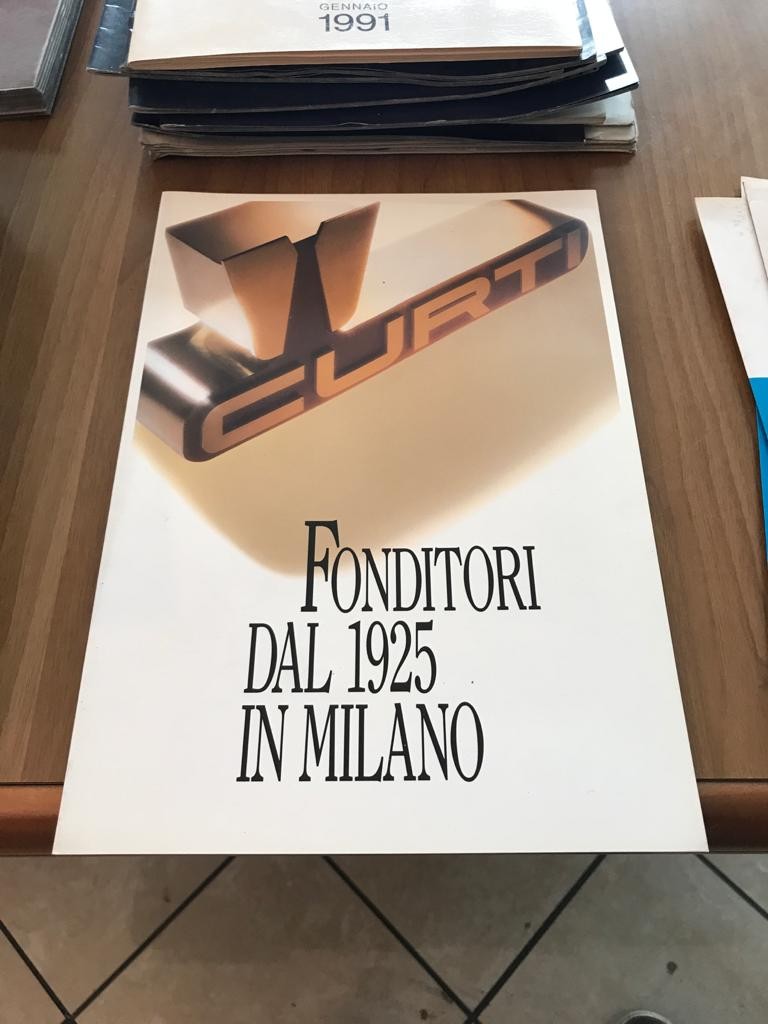 GENNAIO
1991
CURTI
FONDITORI
DAL 1925
IN MILANO